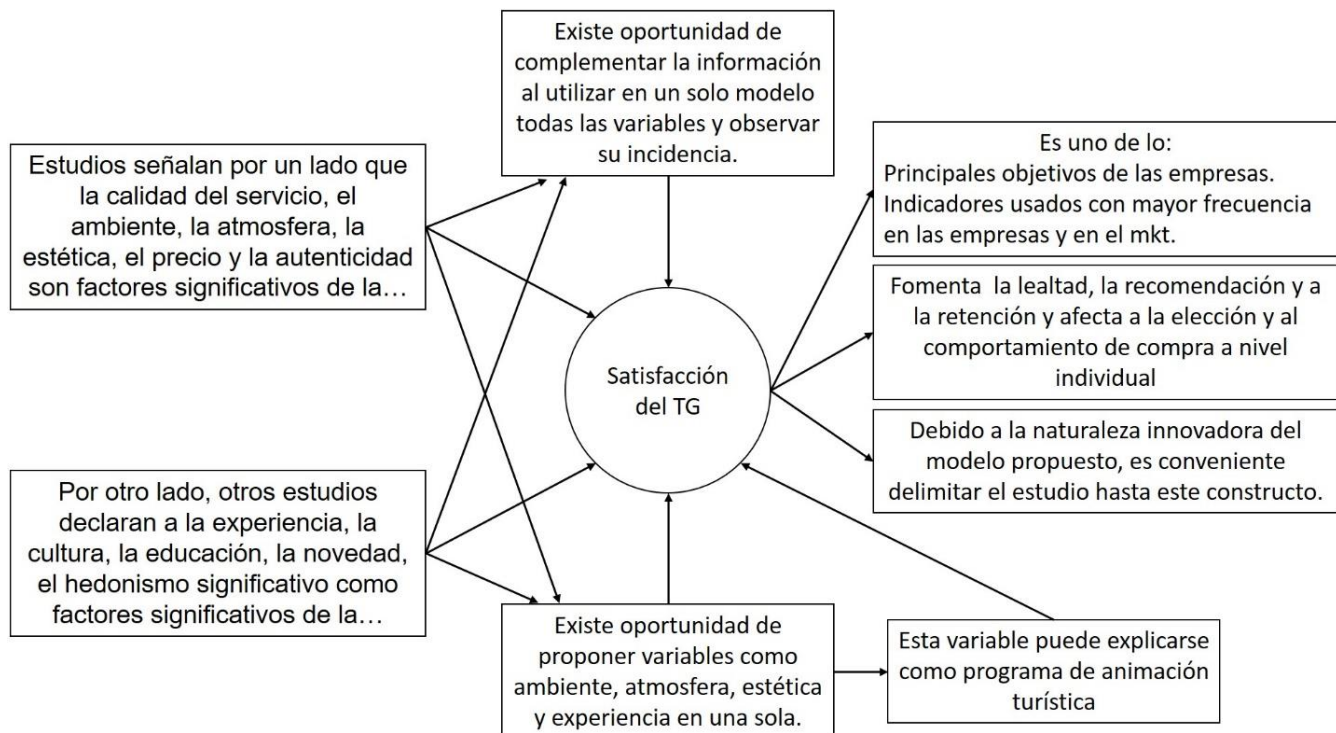 Existe oportunidad de
complementar la información
al utilizar en un solo modelo
todas las variables y observar
su incidencia.
Estudios señalan por un lado que
la calidad del servicio, el
ambiente, la atmosfera, la
estética, el precio y la autenticidad
son factores significativos de la…
Es uno de lo:
Principales objetivos de las empresas.
Indicadores usados con mayor frecuencia
en las empresas y en el mkt.
Fomenta la lealtad, la recomendación y a
la retención y afecta a la elección y al
comportamiento de compra a nivel
individual
Satisfacción
del TG
Debido a la naturaleza innovadora del
modelo propuesto, es conveniente
delimitar el estudio hasta este constructo.
Por otro lado, otros estudios
declaran a la experiencia, la
cultura, la educación, la novedad,
el hedonismo significativo como
factores significativos de la…
Existe oportunidad de
proponer variables como
ambiente, atmosfera, estética
y experiencia en una sola.
Esta variable puede explicarse
como programa de animación
turística